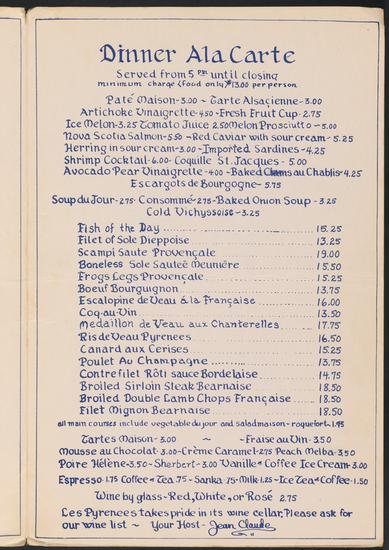 Dinner Ala Carte
Served from 5 pm until closing
minimum charge (food only) $13.00 per person
Paté Maison-3.00 ~ Tarte Alsaçienne-3.00
Artichoke Vinaigrette-4.50-Fresh Fruit Cup-2.75
Ice Melon-3.25 Tomato Juice 2.50 Melon Prosciutto-5.00
Nova Scotia Salmon-5.50-Red Caviar with sour cream-5.25
Herring in sour cream-3.00-Imported Sardines-4.25
Shrimp Cocktail-6.00-Coquille St. Jacques-5.00
Avocado Pear Vinaigrette-4.00-Baked Clams au Chablis-4.25
Escargots de Bourgogne-5.75
Soup du Jour-2.75-Consommé-2.75-Baked Onion Soup-3.25
Cold Vichyssoise-3.25
Fish of the Day 15.25
Filet of Sole Dieppoise 13.25
Scampi Saute Provençale 19.00
Boneless Sole Sauteé Meunière 15.50
Frogs Legs Provençale 15.25
Boeuf Bourguignon 13.75
Escalopine de Veau à la Française 16.00
Coq-au-Vin 13.50
Medaillon de Veau aux Chanterelles 17.75
Ris de Veau Pyrenees 16.50
Canard aux Cerises 15.25
Poulet Au Champagne 13.75
Contrefilet Rôti sauce Bordelaise 14.75
Broiled Sirloin Steak Bearnaise 18.50
Broiled Double Lamb Chops Française 18.50
Filet Mignon Bearnaise 18.50
all main courses include vegetable du jour and salad maison-roquefort-1.95
Tartes Maison-3.00 ~ -Fraise au Vin-3.50
Mousse au Chocolat-3.00-Crème Caramel-2.75 Peach Melba-3.50
Poire Hélène-3.50-Sherbert-3.00 Vanilla & Coffee Ice Cream-3.00
Espresso 1.75 Coffee & Tea .75-Sanka .75-Milk-1.25-Ice Tea & Coffee-1.50
Wine by glass-Red, White, or Rosé 2.75
Les Pyrenees takes pride in its wine cellar, Please ask for
our wine list ~ Your Host-Jean Claude